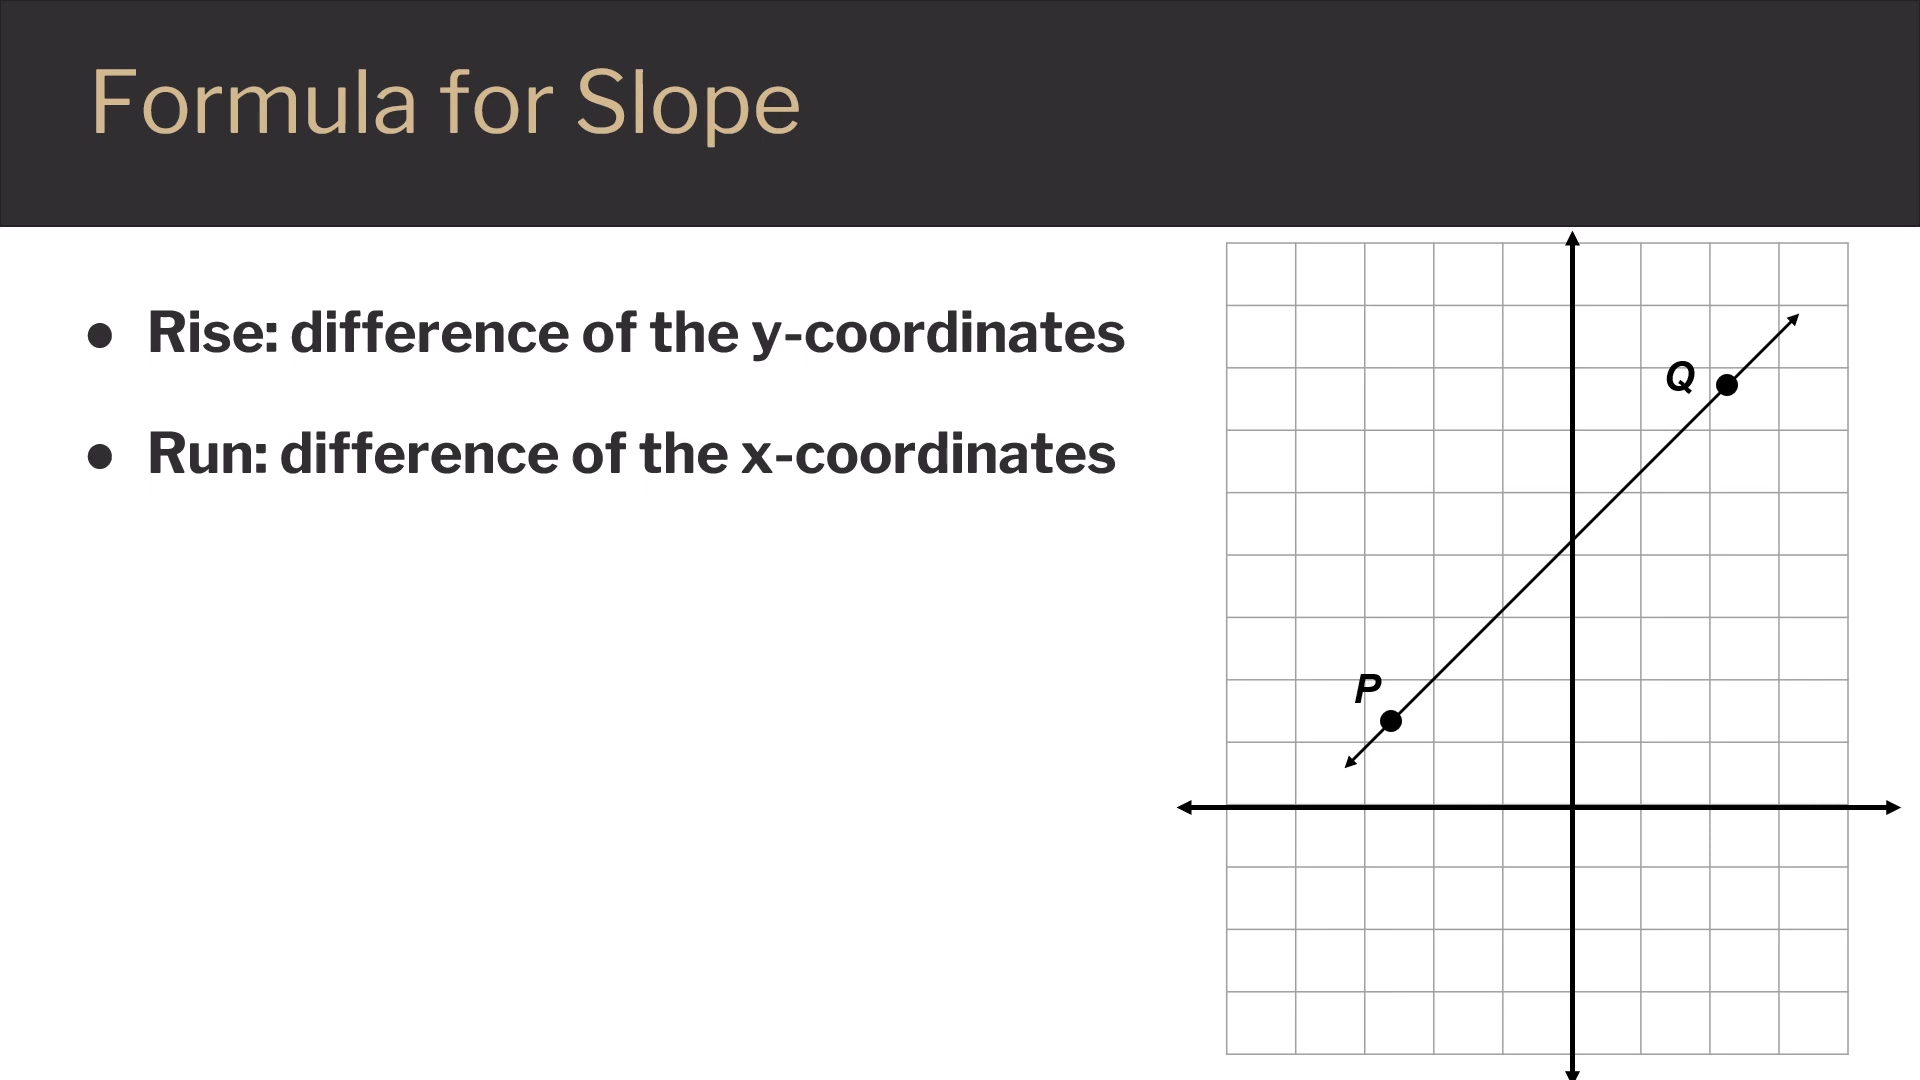 Formula for Slope
● Rise: difference of the y-coordinates
● Run: difference of the x-coordinates
Q
P